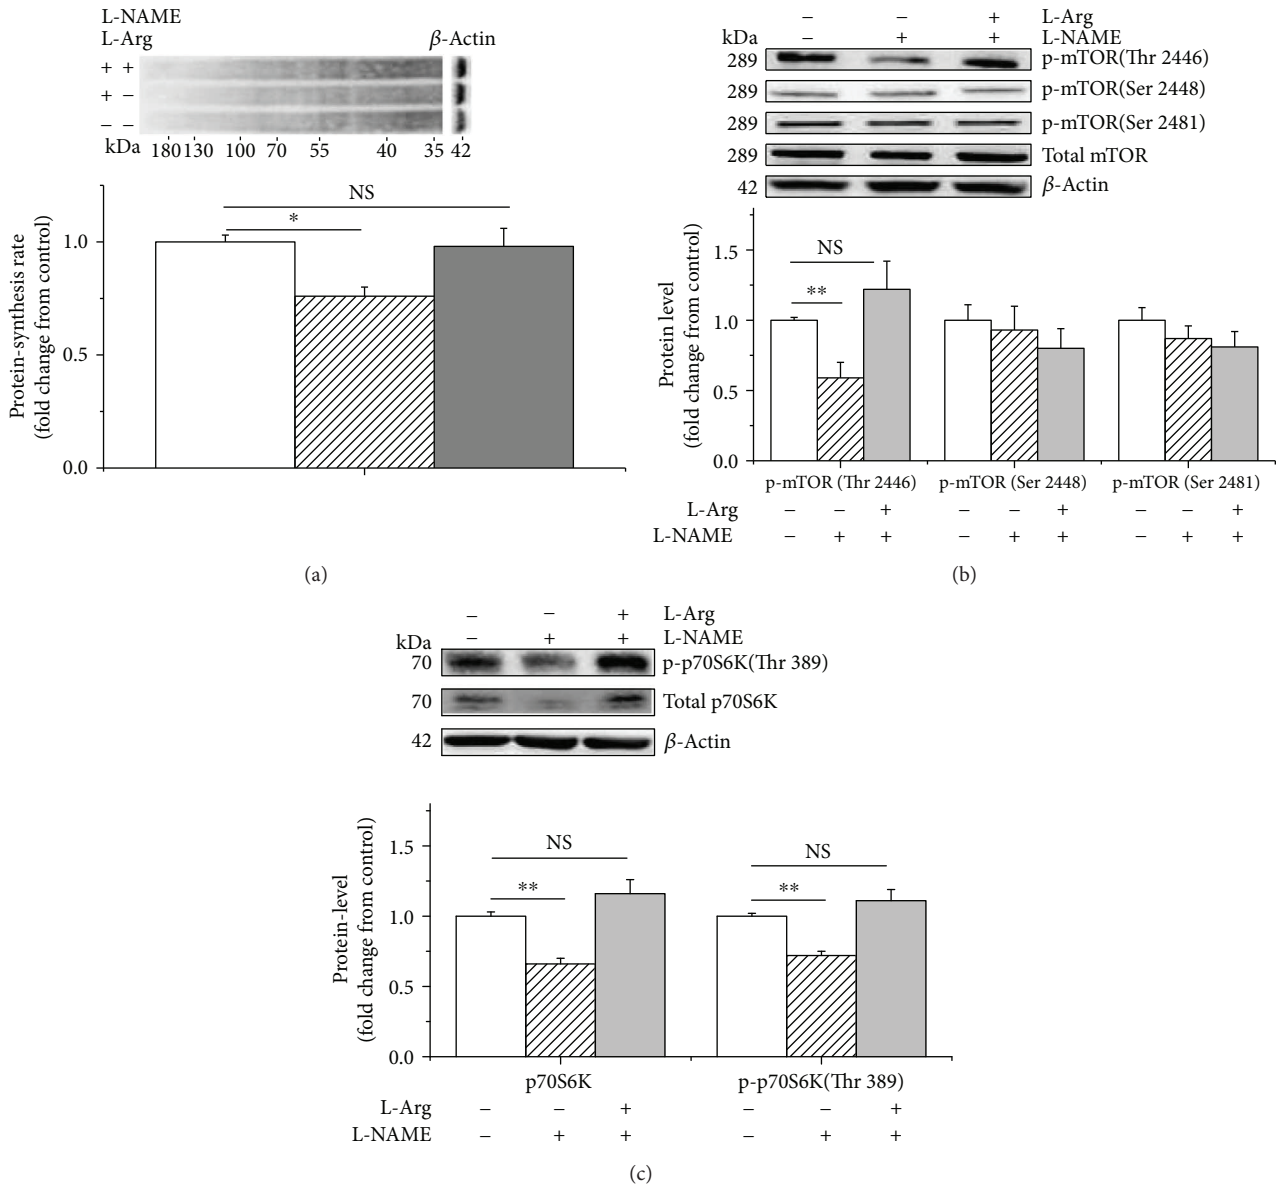 L-NAME
L-Arg
β-Actin
+ +
+ −
− −
kDa 180 130 100 70 55 40 35 42
NS
*
1.0
0.5
0.0
Protein-synthesis rate
(fold change from control)
(a)
− − + L-Arg
kDa − + + L-NAME
289 p-mTOR(Thr 2446)
289 p-mTOR(Ser 2448)
289 p-mTOR(Ser 2481)
289 Total mTOR
42 β-Actin
1.5
1.0
0.5
0.0
Protein level
(fold change from control)
NS
**
p-mTOR (Thr 2446) p-mTOR (Ser 2448) p-mTOR (Ser 2481)
L-Arg − − + − − + − − +
L-NAME − + + − + + − + +
(b)
− − + L-Arg
kDa − + + L-NAME
70 p-p70S6K(Thr 389)
70 Total p70S6K
42 β-Actin
1.5
1.0
0.5
0.0
Protein-level
(fold change from control)
NS NS
** **
p70S6K p-p70S6K(Thr 389)
L-Arg − − + − − +
L-NAME − + + − + +
(c)